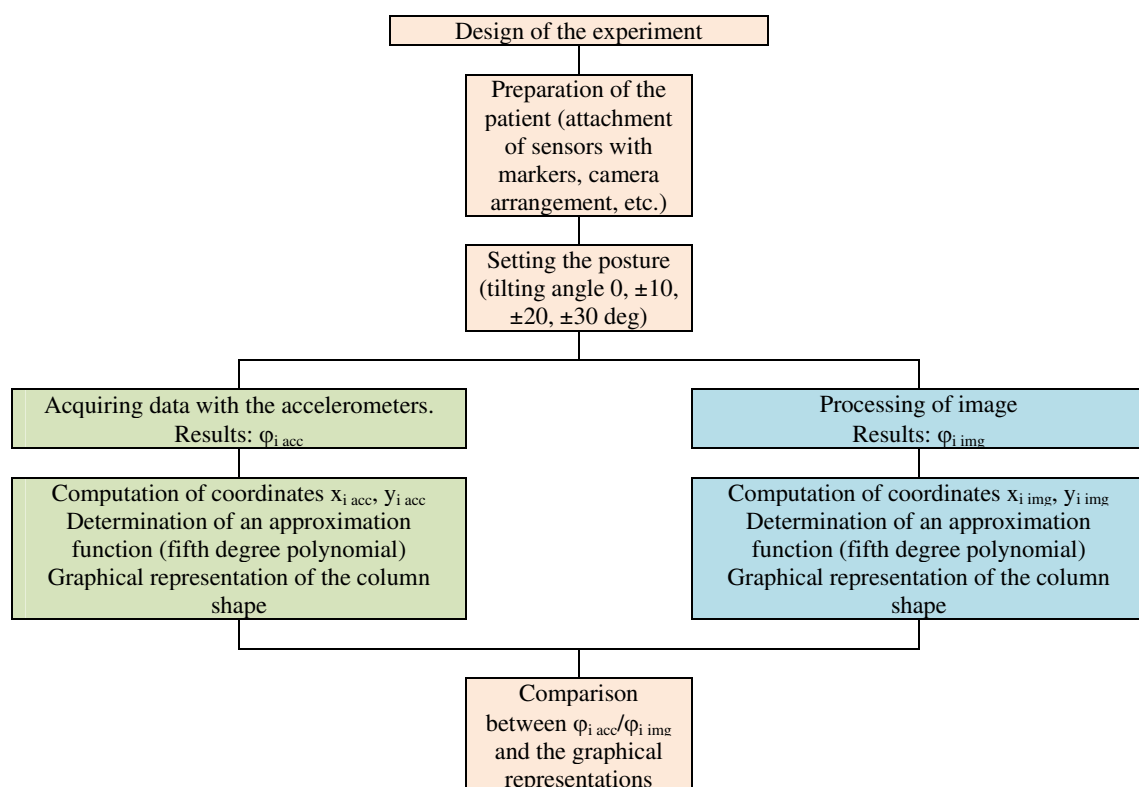 Design of the experiment
Preparation of the
patient (attachment
of sensors with
markers, camera
arrangement, etc.)
Setting the posture
(tilting angle 0, ±10,
±20, ±30 deg)
Acquiring data with the accelerometers.
Results: φi acc
Processing of image
Results: φi img
Computation of coordinates xi acc, yi acc
Determination of an approximation
function (fifth degree polynomial)
Graphical representation of the column
shape
Computation of coordinates xi img, yi img
Determination of an approximation
function (fifth degree polynomial)
Graphical representation of the column
shape
Comparison
between φi acc/φi img
and the graphical
representations